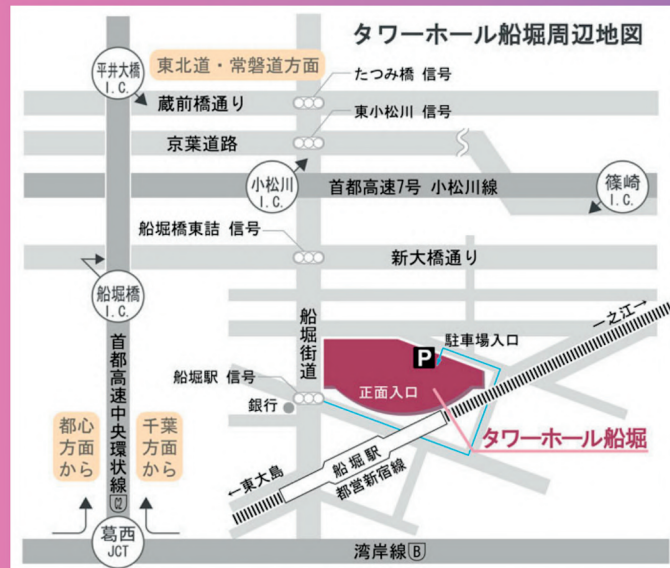 タワーホール船堀周辺地図
平井大橋
I.C.
東北道・常磐道方面
たつみ橋 信号
蔵前橋通り
東小松川 信号
京葉道路
小松川
I.C.
首都高速7号 小松川線
篠崎
I.C.
船堀橋東詰 信号
新大橋通り
船堀橋
I.C.
船堀街道
一之江→
駐車場入口
P
船堀駅 信号
正面入口
銀行
首都高速中央環状線
C2
都心
方面
から
千葉
方面
から
タワーホール船堀
船堀駅
都営新宿線
←東大島
葛西
JCT
湾岸線B